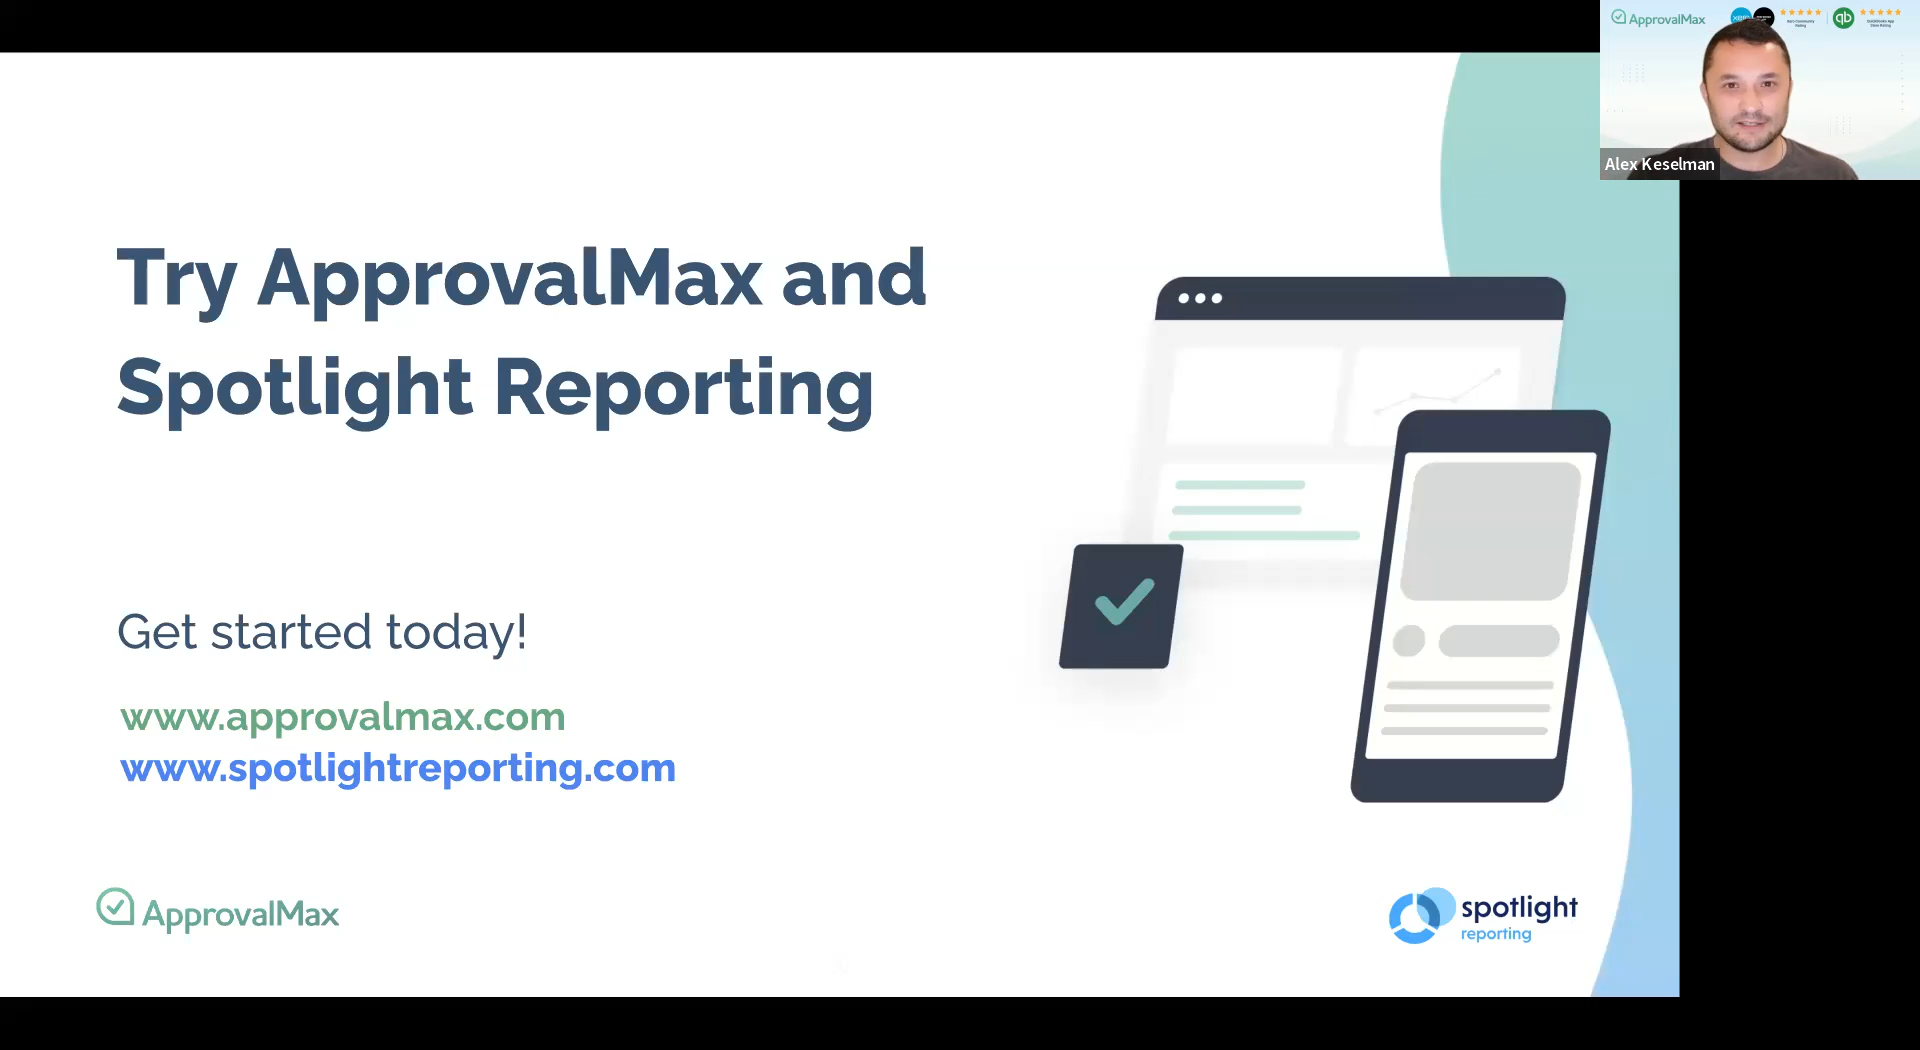 ApprovalMax
qb
Alex Keselman
Try ApprovalMax and
Spotlight Reporting
Get started today!
www.approvalmax.com
www.spotlightreporting.com
ApprovalMax
spotlight
reporting